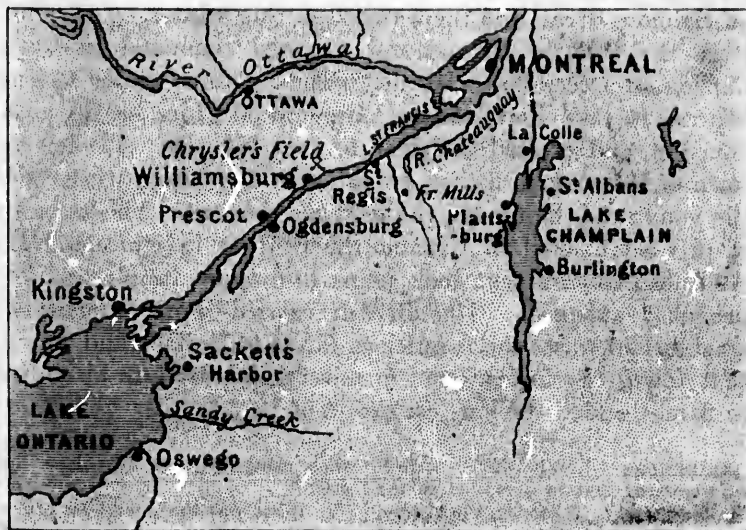 River Ottawa
OTTAWA
MONTREAL
L. ST. FRANCIS
R. Chateauguay
La Colle
Chrysler's Field
Williamsburg
St. Regis
Fr. Mills
St. Albans
Platts-
-burg
LAKE
CHAMPLAIN
Prescot
Ogdensburg
Burlington
Kingston
Sackett's
Harbor
LAKE
ONTARIO
Sandy Creek
Oswego